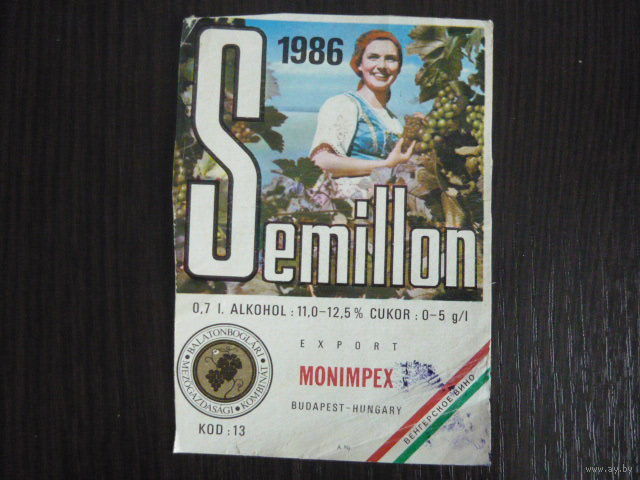 1986
Semillon
0,7 l. ALKOHOL : 11,0-12,5% CUKOR : 0-5 g/l
EXPORT
MONIMPEX
BUDAPEST-HUNGARY
BALATONBOGLÁRI
MEZŐGAZDASÁGI KOMBINÁT
KOD : 13
ВЕНГЕРСКОЕ ВИНО
www.ay.by